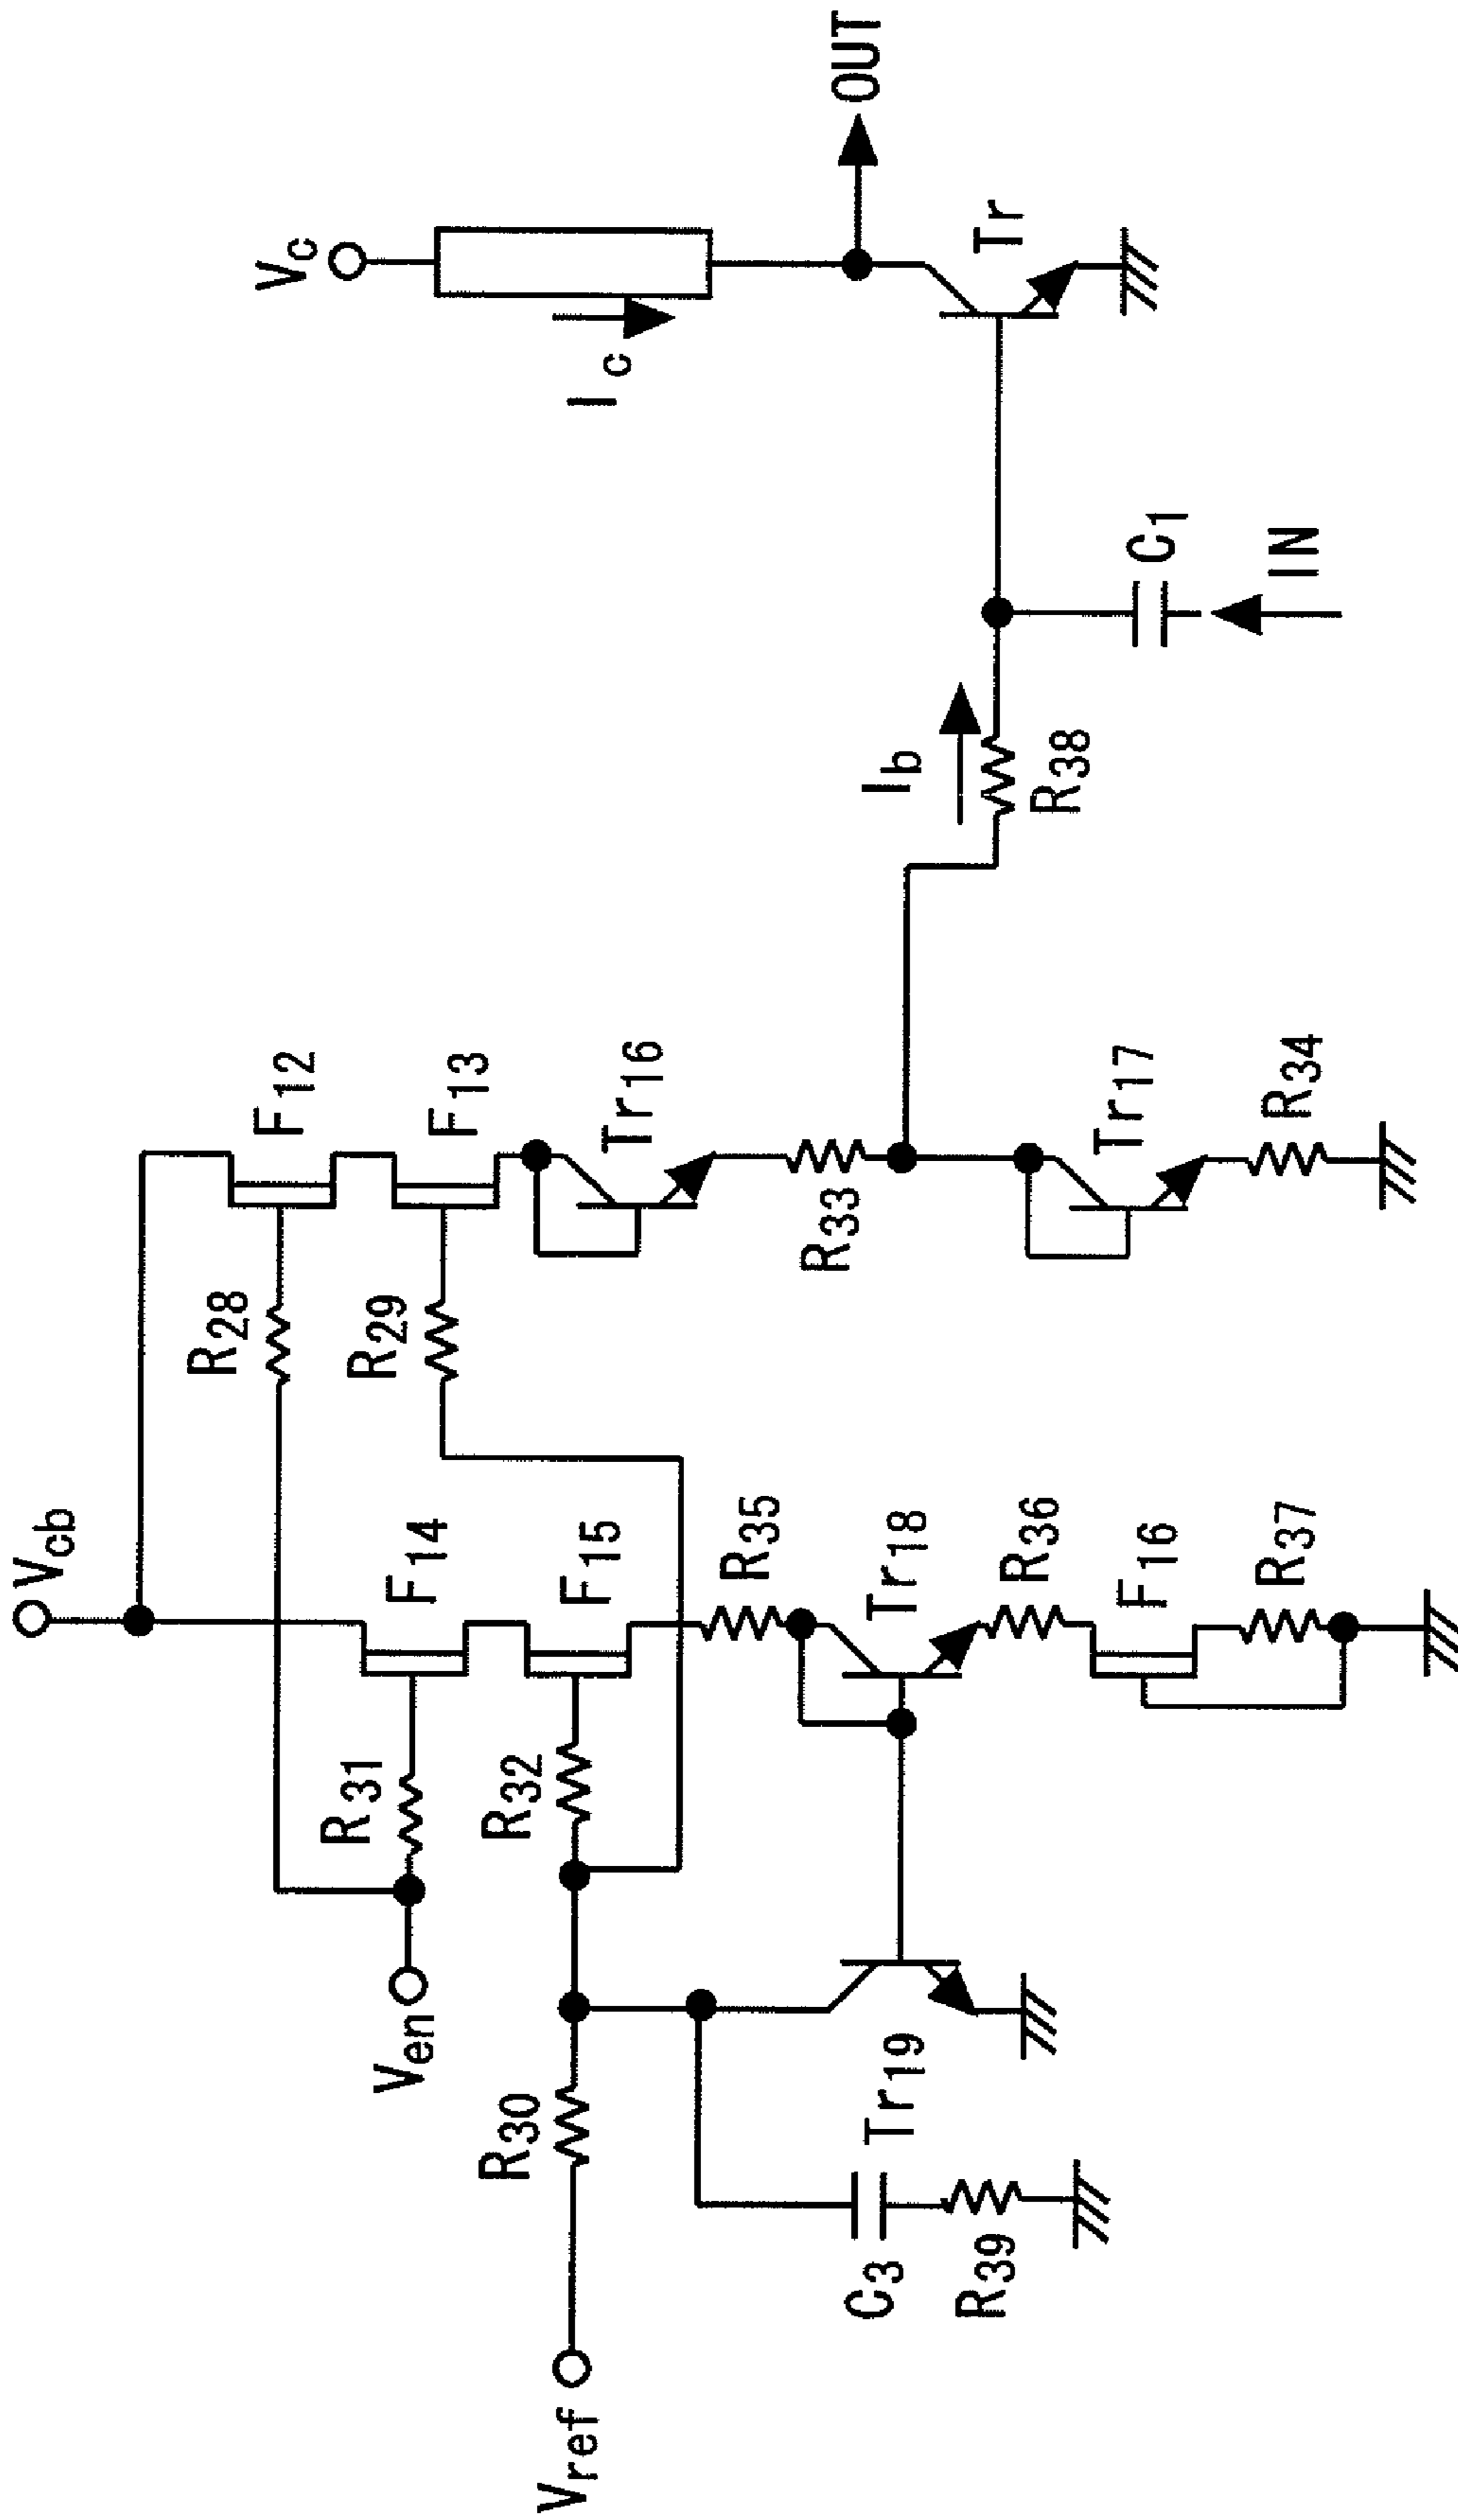 Vcb
Vc
F12
R28
F14
R31
Ven
F13
R29
F15
R32
R30
Vref
Ic
OUT
Tr16
R33
R35
Tr18
Tr19
C3
R39
Ib
R38
Tr
C1
IN
Tr17
R34
R36
F16
R37